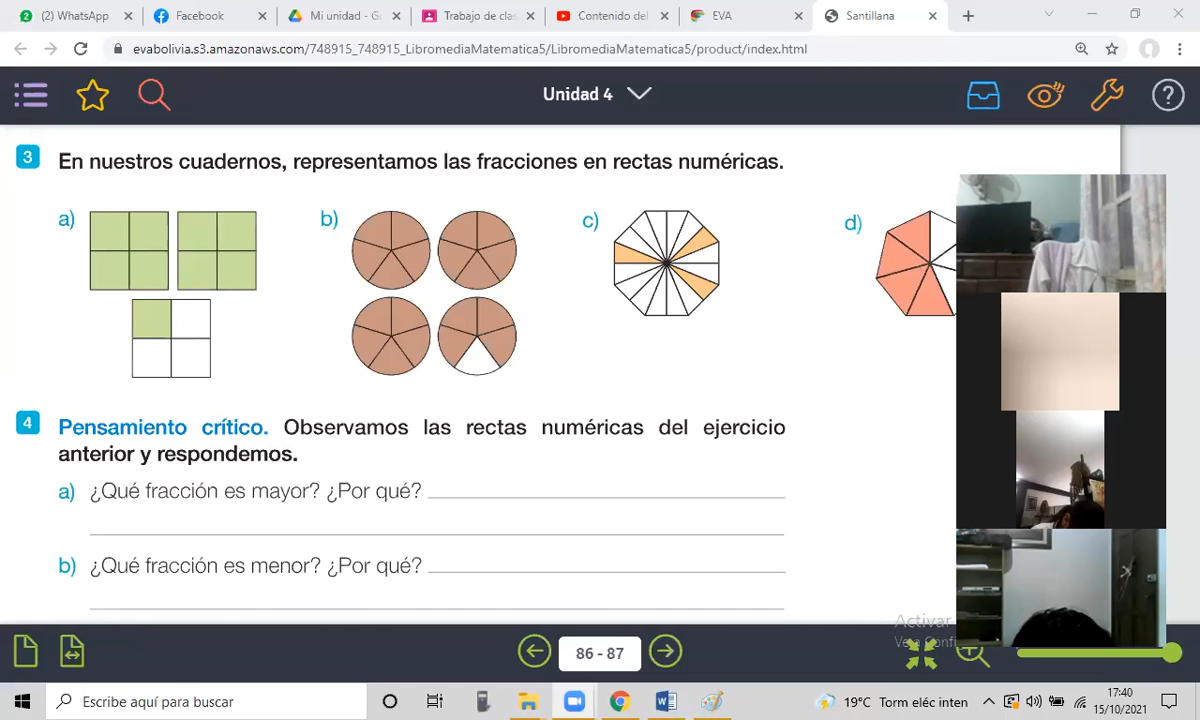 (2) WhatsApp
Facebook
Mi unidad - G
Trabajo de clas
Contenido del
EVA
Santillana
evabolivia.s3.amazonaws.com/748915_748915_LibromediaMatematica5/LibromediaMatematica5/product/index.html
Unidad 4
3 En nuestros cuadernos, representamos las fracciones en rectas numéricas.
a)
b)
c)
d)
4 Pensamiento crítico. Observamos las rectas numéricas del ejercicio
anterior y respondemos.
a) ¿Qué fracción es mayor? ¿Por qué?
b) ¿Qué fracción es menor? ¿Por qué?
Activar
86 - 87
Escribe aquí para buscar
19°C Torm eléc inten
17:40
15/10/2021